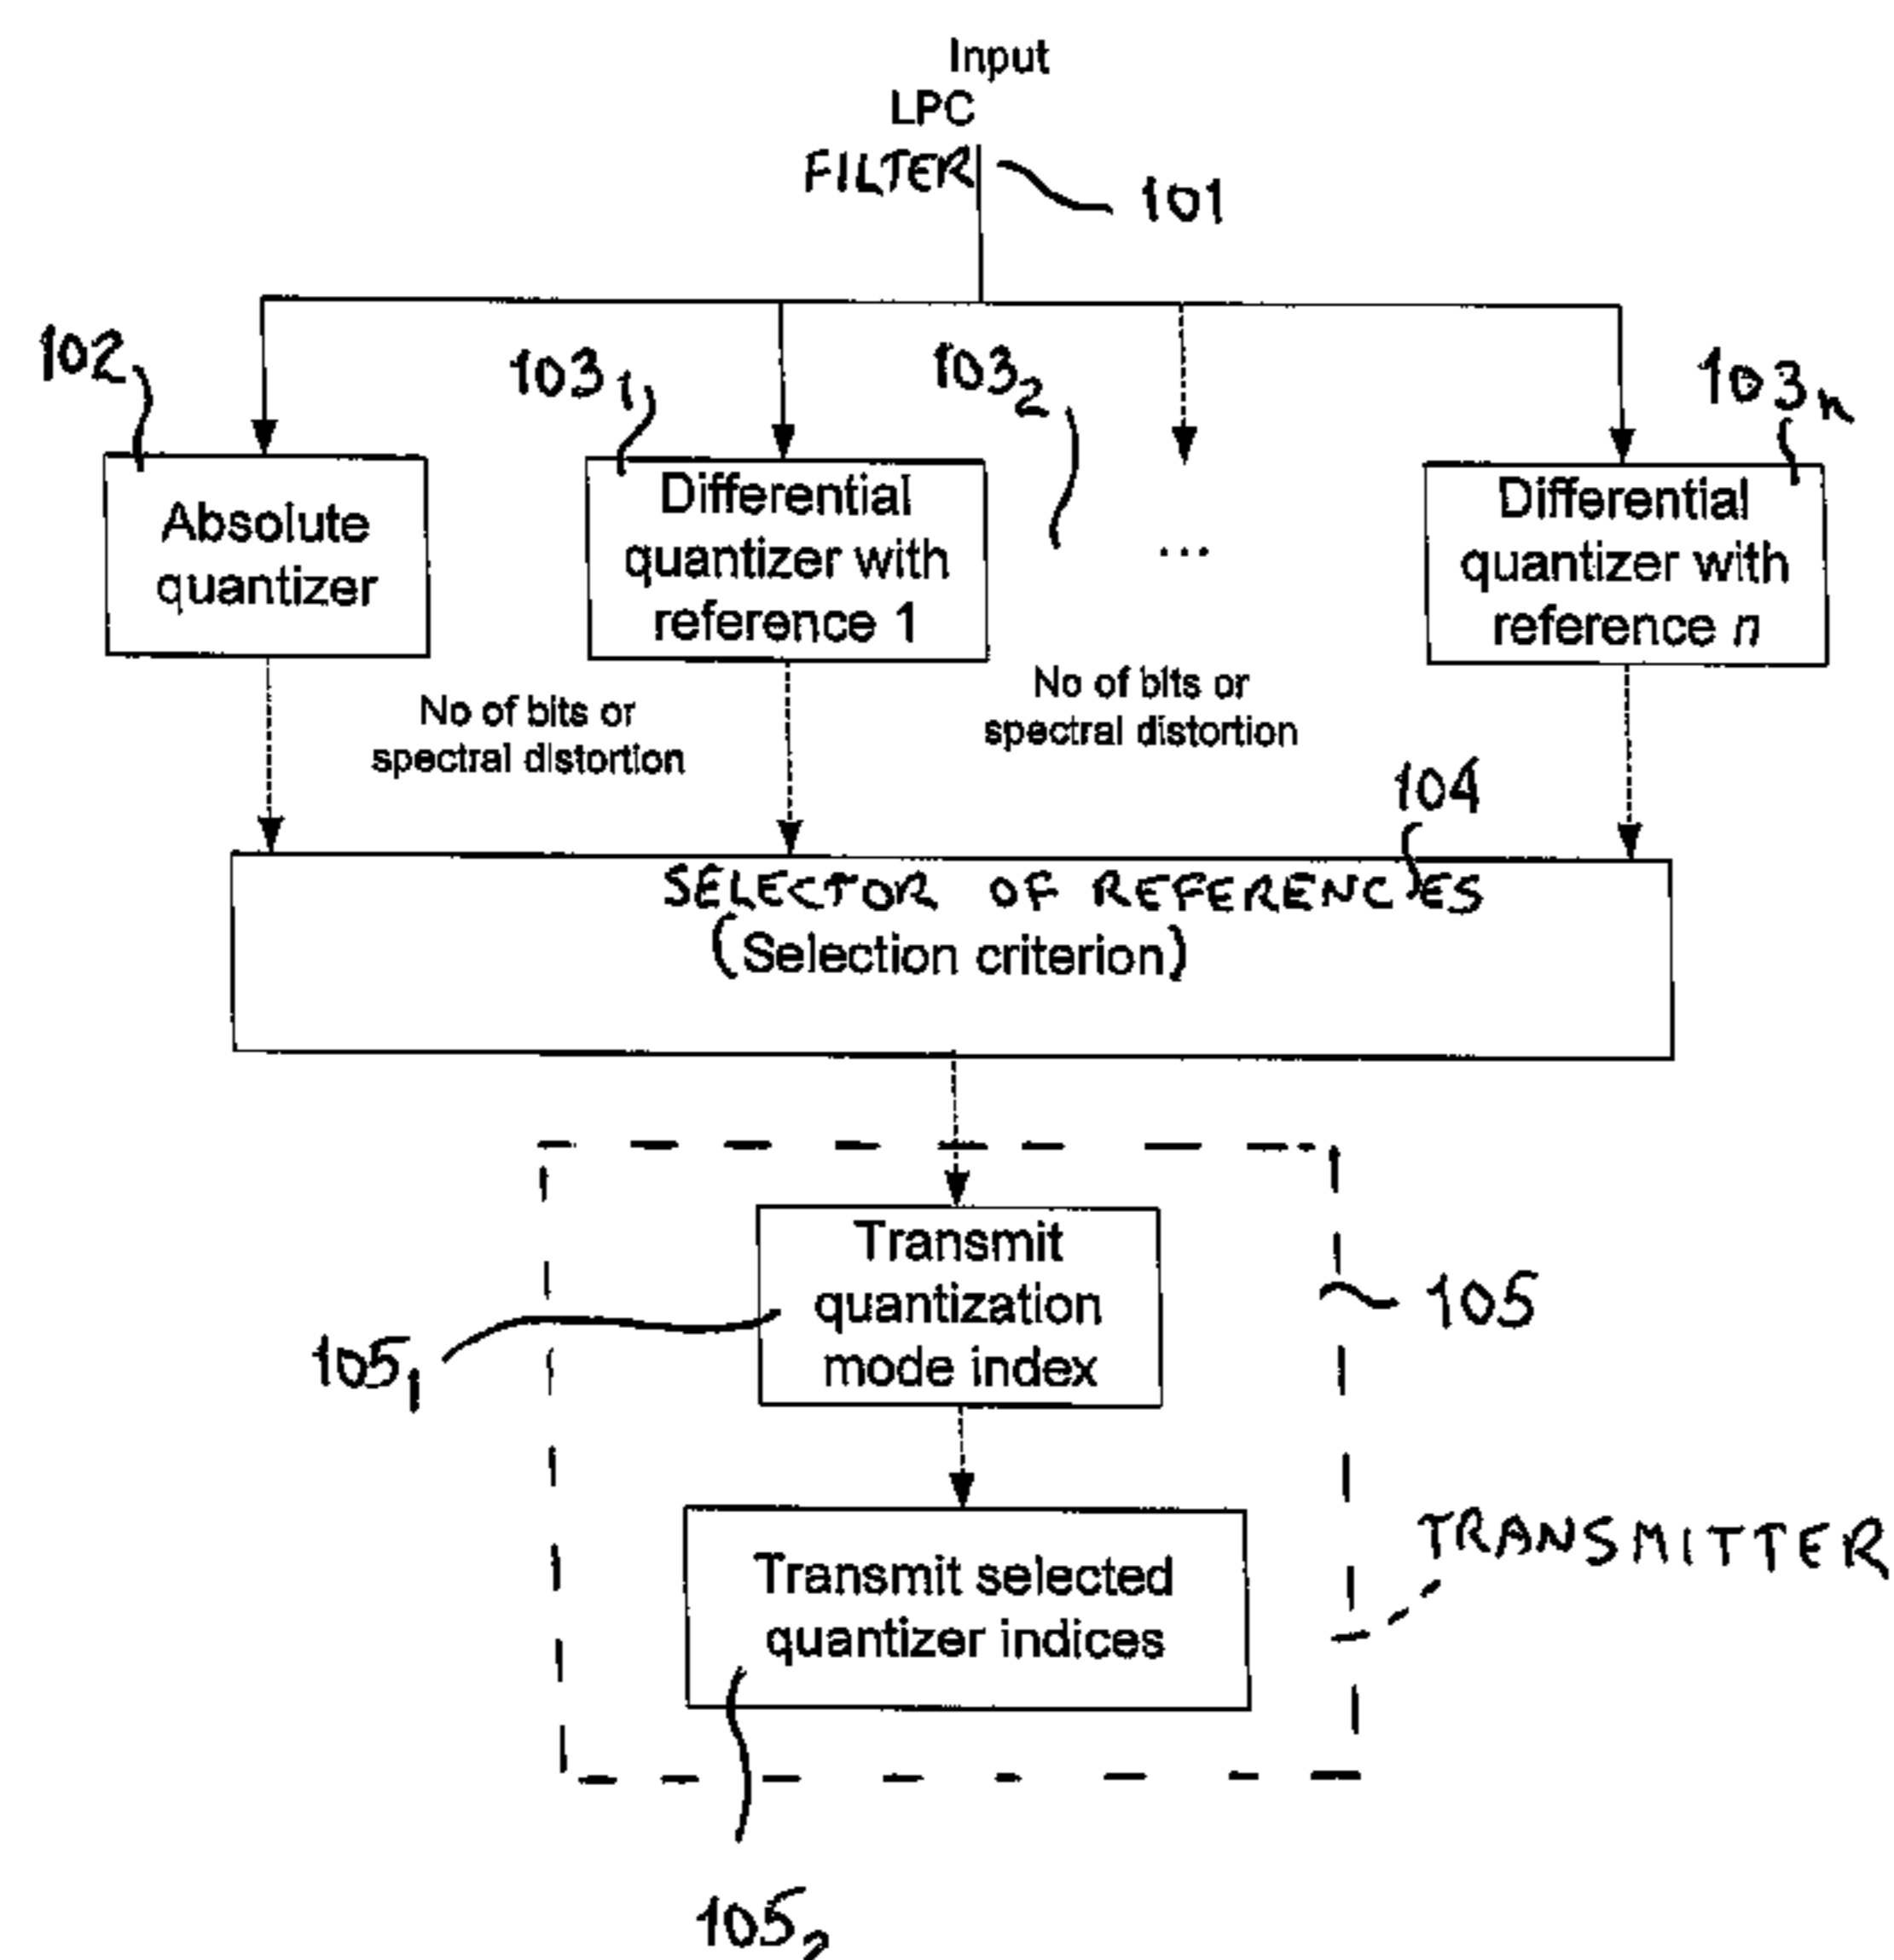 Input
LPC
FILTER
101
102
103₁
103₂
103ₙ
Absolute
quantizer
Differential
quantizer with
reference 1
...
Differential
quantizer with
reference n
No of bits or
spectral distortion
No of bits or
spectral distortion
104
SELECTOR OF REFERENCES
(Selection criterion)
Transmit
quantization
mode index
105
105₁
Transmit selected
quantizer indices
TRANSMITTER
105₂